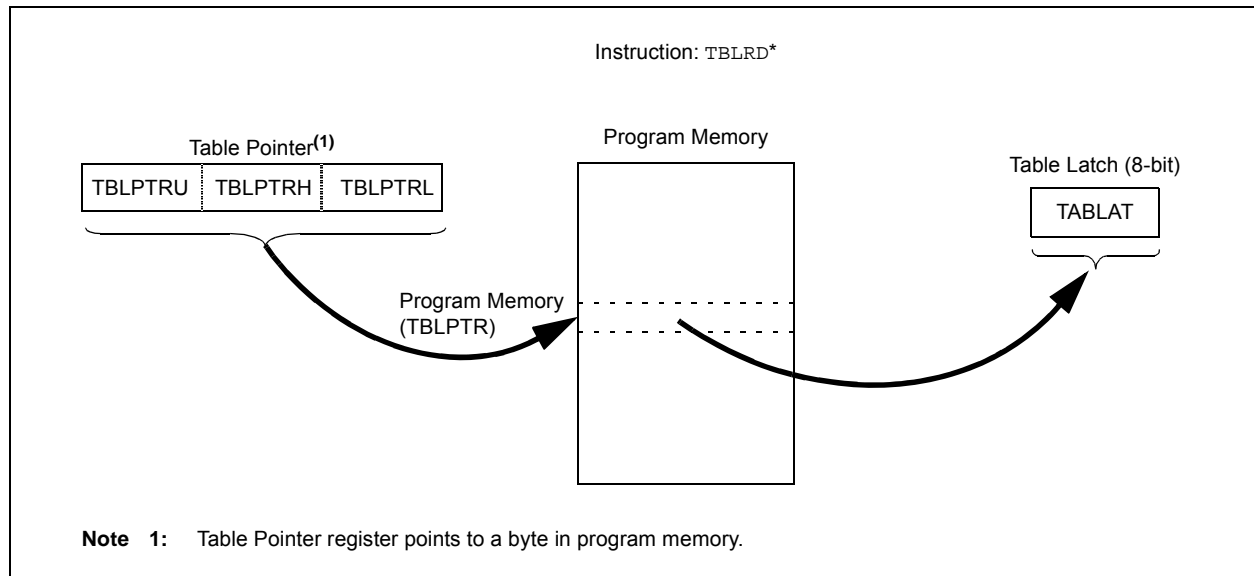 Instruction: TBLRD*
Table Pointer(1)
TBLPTRU TBLPTRH TBLPTRL
Program Memory
Table Latch (8-bit)
TABLAT
Program Memory
(TBLPTR)
Note 1: Table Pointer register points to a byte in program memory.